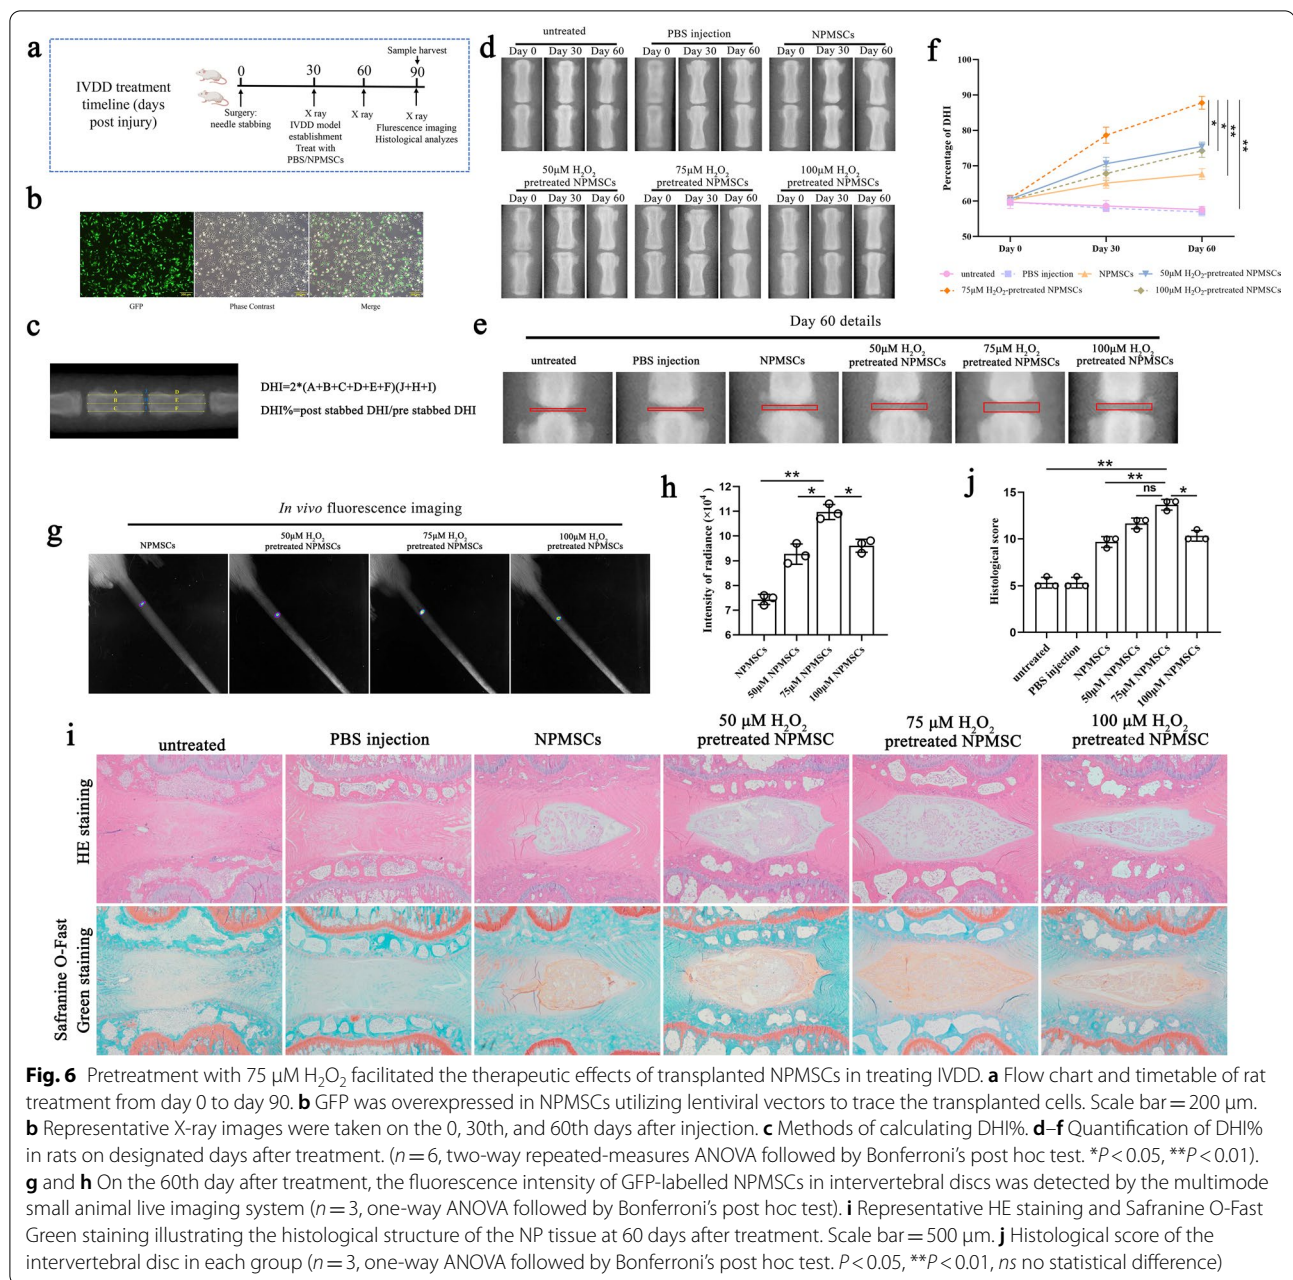 a
IVDD treatment
timeline (days
post injury)
0
30
60
90
Sample harvest
Surgery:
needle stabbing
X ray
IVDD model
establishment
Treat with
PBS/NPMSCs
X ray
X ray
Flurescence imaging
Histological analyzes
b
GFP
Phase Contrast
Merge
c
A
B
C
D
E
F
DHI=2*(A+B+C+D+E+F)(J+H+I)
DHI%=post stabbed DHI/pre stabbed DHI
d
untreated
PBS injection
NPMSCs
Day 0 Day 30 Day 60
Day 0 Day 30 Day 60
Day 0 Day 30 Day 60
50μM H₂O₂
pretreated NPMSCs
75μM H₂O₂
pretreated NPMSCs
100μM H₂O₂
pretreated NPMSCs
Day 0 Day 30 Day 60
Day 0 Day 30 Day 60
Day 0 Day 30 Day 60
e
Day 60 details
untreated
PBS injection
NPMSCs
50μM H₂O₂
pretreated NPMSCs
75μM H₂O₂
pretreated NPMSCs
100μM H₂O₂
pretreated NPMSCs
f
Percentage of DHI
100
90
80
70
60
50
Day 0
Day 30
Day 60
*
*
**
***
untreated
PBS injection
NPMSCs
50μM H₂O₂-pretreated NPMSCs
75μM H₂O₂-pretreated NPMSCs
100μM H₂O₂-pretreated NPMSCs
g
In vivo fluorescence imaging
NPMSCs
50μM H₂O₂
pretreated NPMSCs
75μM H₂O₂
pretreated NPMSCs
100μM H₂O₂
pretreated NPMSCs
h
Intensity of radiance (×10⁴)
12
11
10
9
8
7
6
**
*
*
NPMSCs
50μM NPMSCs
75μM NPMSCs
100μM NPMSCs
j
Histological score
15
10
5
0
**
**
ns
*
untreated
PBS injection
NPMSCs
50μM NPMSCs
75μM NPMSCs
100μM NPMSCs
i
untreated
PBS injection
NPMSCs
50 μM H₂O₂
pretreated NPMSC
75 μM H₂O₂
pretreated NPMSC
100 μM H₂O₂
pretreated NPMSC
HE staining
Safranine O-Fast
Green staining
Fig. 6 Pretreatment with 75 μM H₂O₂ facilitated the therapeutic effects of transplanted NPMSCs in treating IVDD. a Flow chart and timetable of rat
treatment from day 0 to day 90. b GFP was overexpressed in NPMSCs utilizing lentiviral vectors to trace the transplanted cells. Scale bar = 200 μm.
b Representative X-ray images were taken on the 0, 30th, and 60th days after injection. c Methods of calculating DHI%. d–f Quantification of DHI%
in rats on designated days after treatment. (n = 6, two-way repeated-measures ANOVA followed by Bonferroni's post hoc test. *P < 0.05, **P < 0.01).
g and h On the 60th day after treatment, the fluorescence intensity of GFP-labelled NPMSCs in intervertebral discs was detected by the multimode
small animal live imaging system (n = 3, one-way ANOVA followed by Bonferroni's post hoc test). i Representative HE staining and Safranine O-Fast
Green staining illustrating the histological structure of the NP tissue at 60 days after treatment. Scale bar = 500 μm. j Histological score of the
intervertebral disc in each group (n = 3, one-way ANOVA followed by Bonferroni's post hoc test. P < 0.05, **P < 0.01, ns no statistical difference)